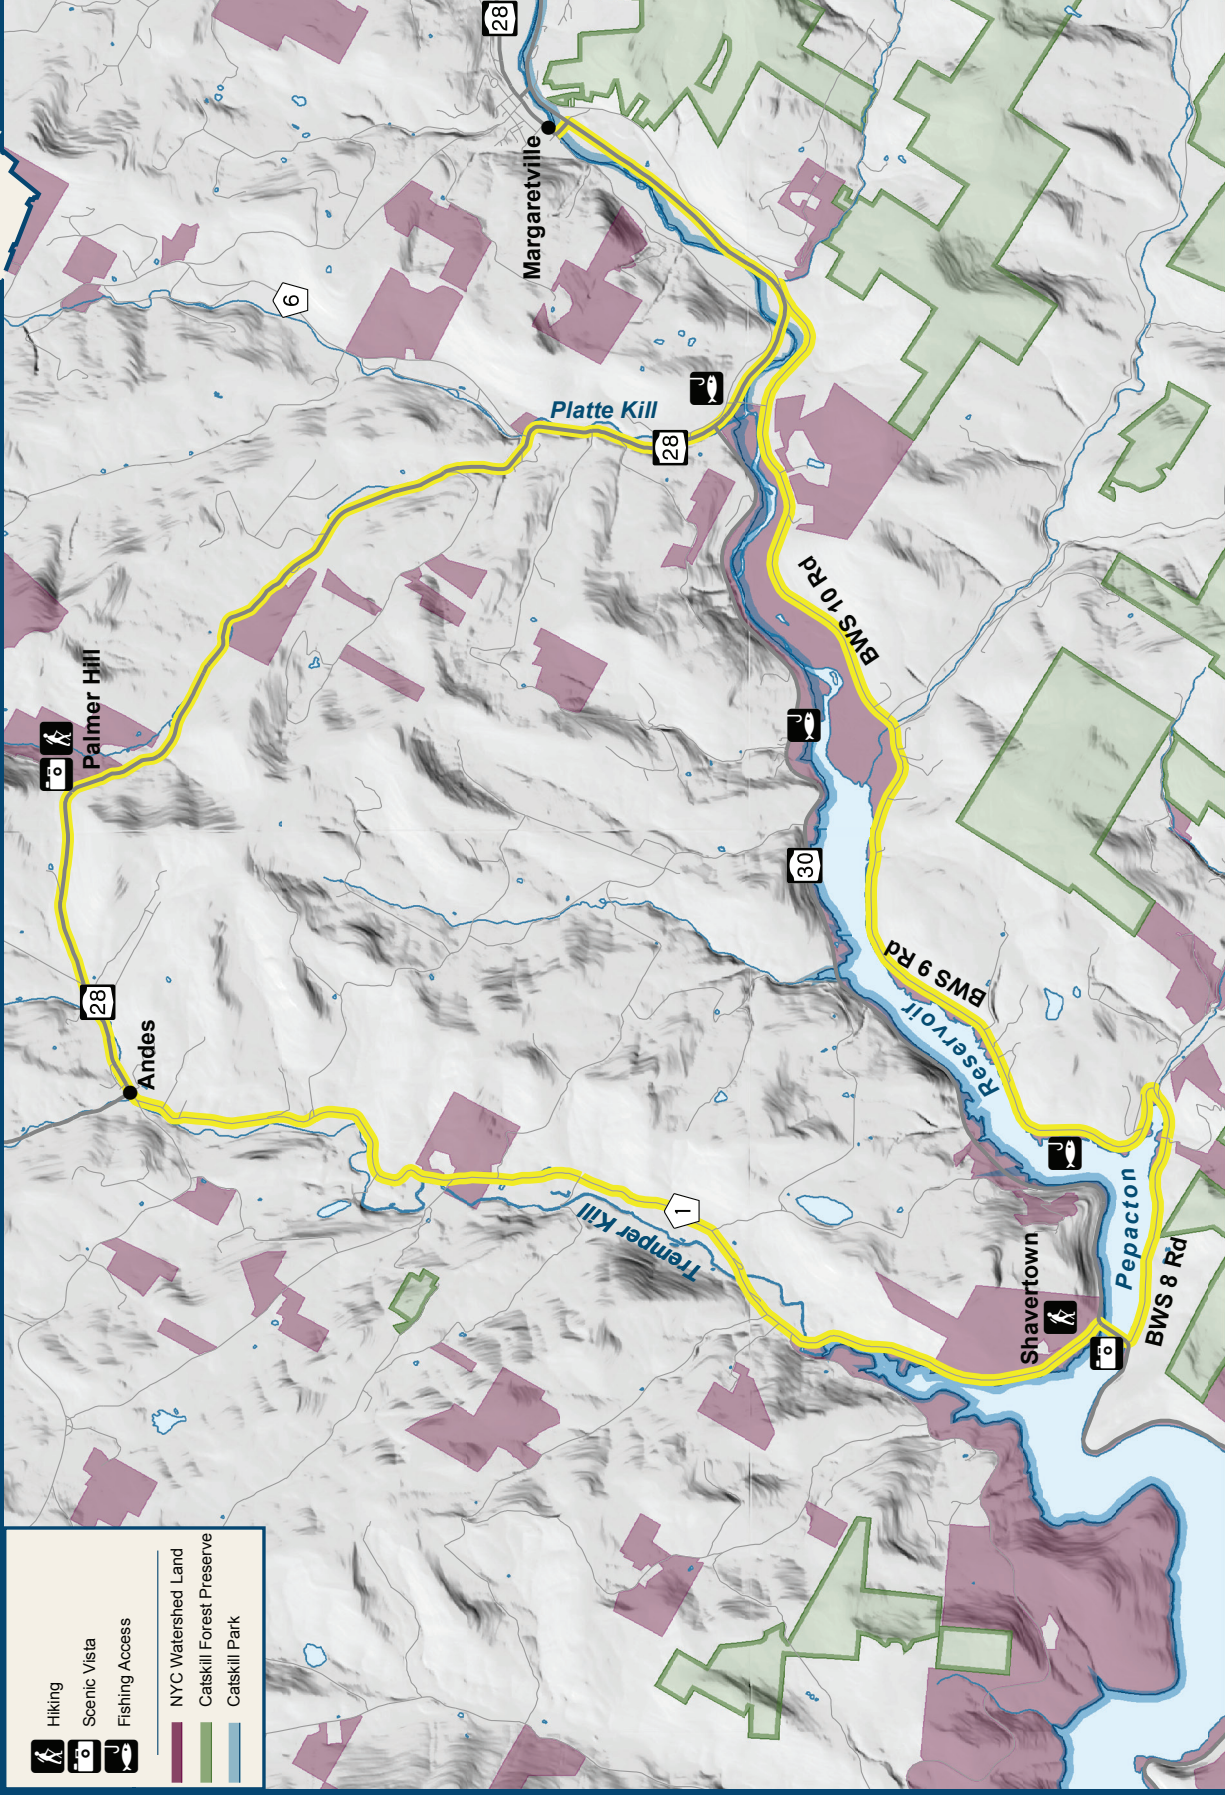 Hiking
Scenic Vista
Fishing Access
NYC Watershed Land
Catskill Forest Preserve
Catskill Park
28
Margaretville
6
Platte Kill
28
Palmer Hill
BWS 10 Rd
30
28
Andes
BWS 9 Rd
Reservoir
Pepacton
1
Tremper Kill
Shavertown
BWS 8 Rd